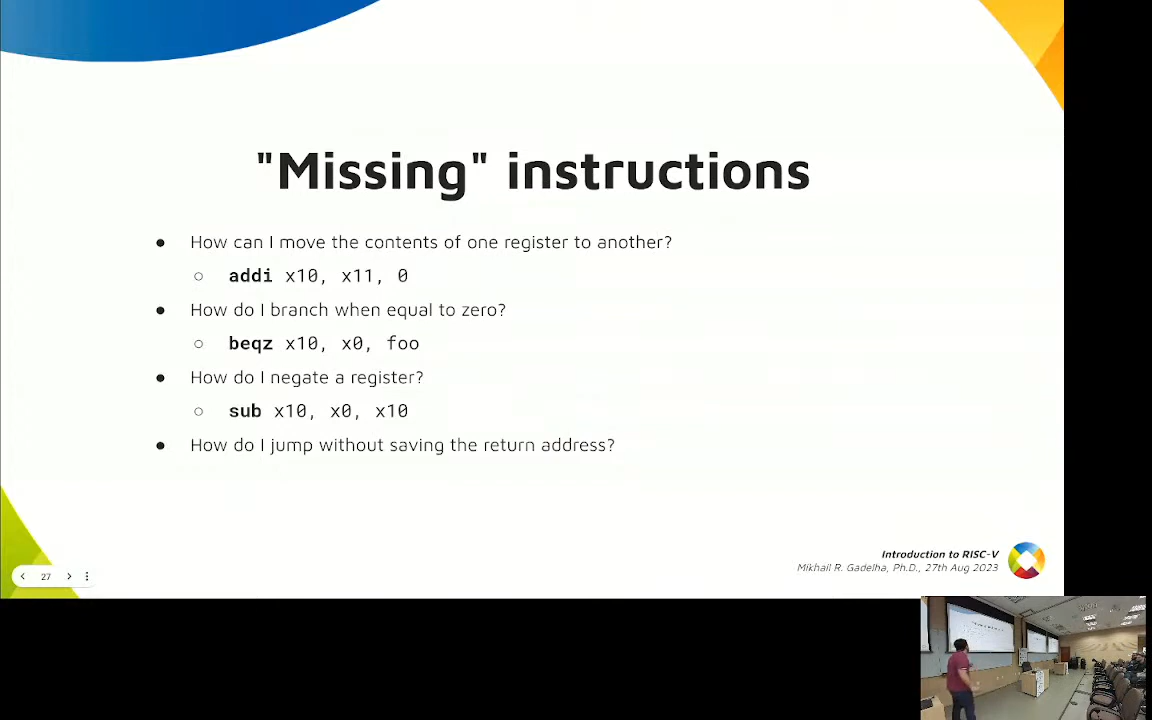 "Missing" instructions
● How can I move the contents of one register to another?
○ addi x10, x11, 0
● How do I branch when equal to zero?
○ beqz x10, x0, foo
● How do I negate a register?
○ sub x10, x0, x10
● How do I jump without saving the return address?
Introduction to RISC-V
Mikhail R. Gadelha, Ph.D., 27th Aug 2023
27